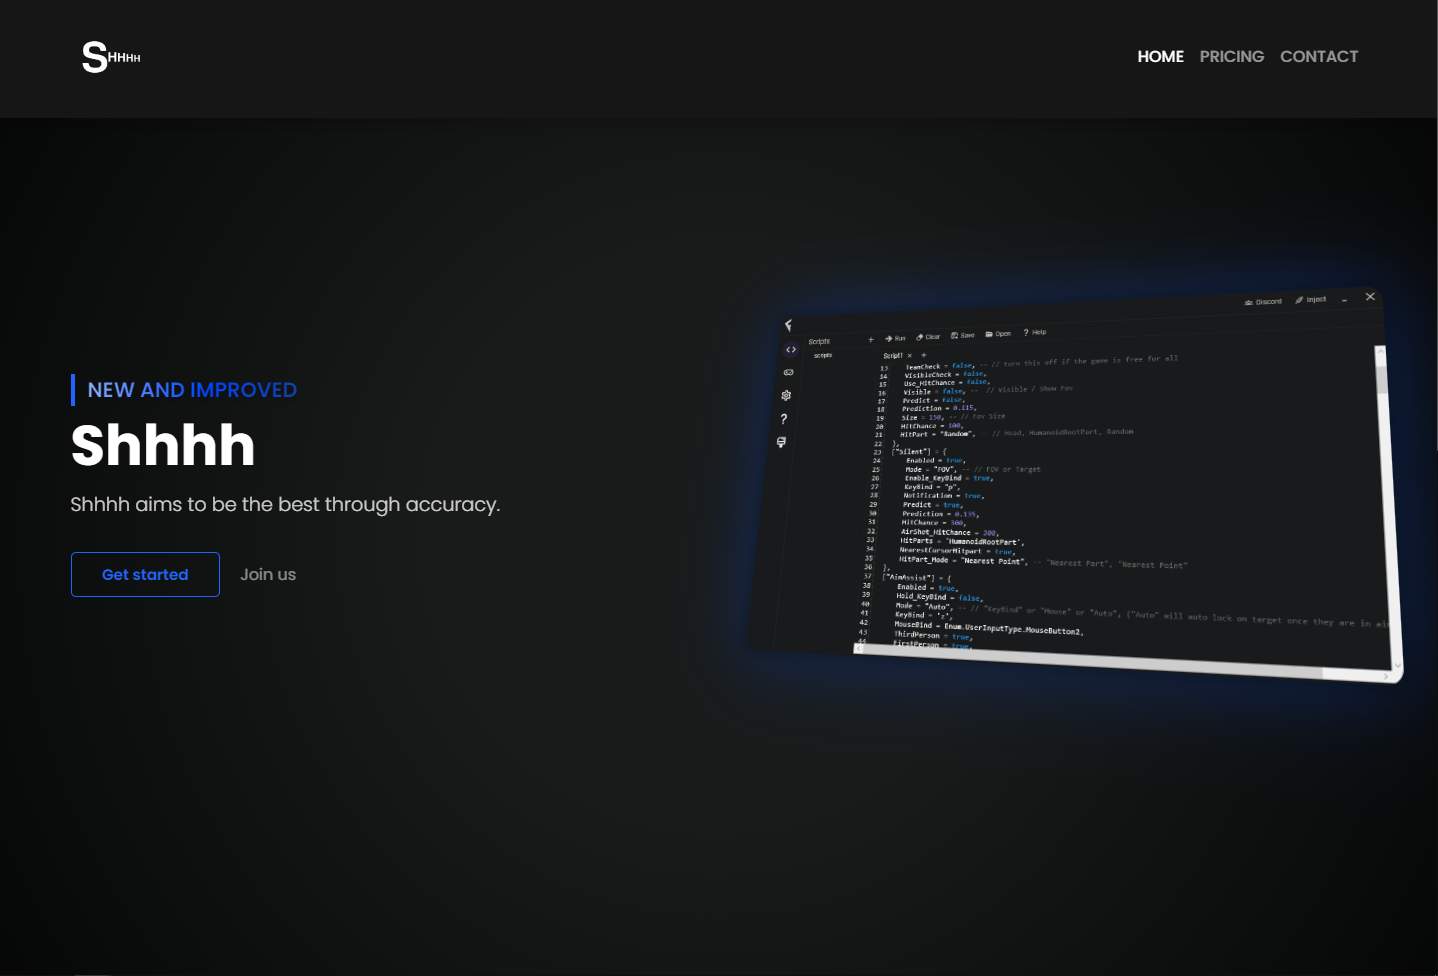 SHHHH
HOME PRICING CONTACT
NEW AND IMPROVED
Shhhh
Shhhh aims to be the best through accuracy.
Get started Join us
Discord Inject
Scripts + Run Clear Save Open ? Help
scripts
Script1 × +
13 TeamCheck = false, -- // turn this off if the game is free for all
14 VisibleCheck = false,
15 Use_HitChance = false,
16 Visible = false, -- // Visible / Show Fov
17 Predict = false,
18 Prediction = 0.115,
19 Size = 150, -- // Fov Size
20 HitChance = 100,
21 HitPart = "Random", -- // Head, HumanoidRootPart, Random
22 },
23 ["Silent"] = {
24 Enabled = true,
25 Mode = "FOV", -- // FOV or Target
26 Enable_KeyBind = true,
27 KeyBind = "p",
28 Notification = true,
29 Predict = true,
30 Prediction = 0.135,
31 HitChance = 300,
32 AirShot_HitChance = 300,
33 HitParts = 'HumanoidRootPart',
34 NearestCursorHitpart = true,
35 HitPart_Mode = "Nearest Point", -- "Nearest Part", "Nearest Point"
36 },
37 ["AimAssist"] = {
38 Enabled = true,
39 Hold_KeyBind = false,
40 Mode = "Auto", -- // "KeyBind" or "Mouse" or "Auto", ("Auto" will auto lock on target once they are in
41 KeyBind = 'z',
42 MouseBind = Enum.UserInputType.MouseButton2,
43 ThirdPerson = true,
44 FirstPerson = true,